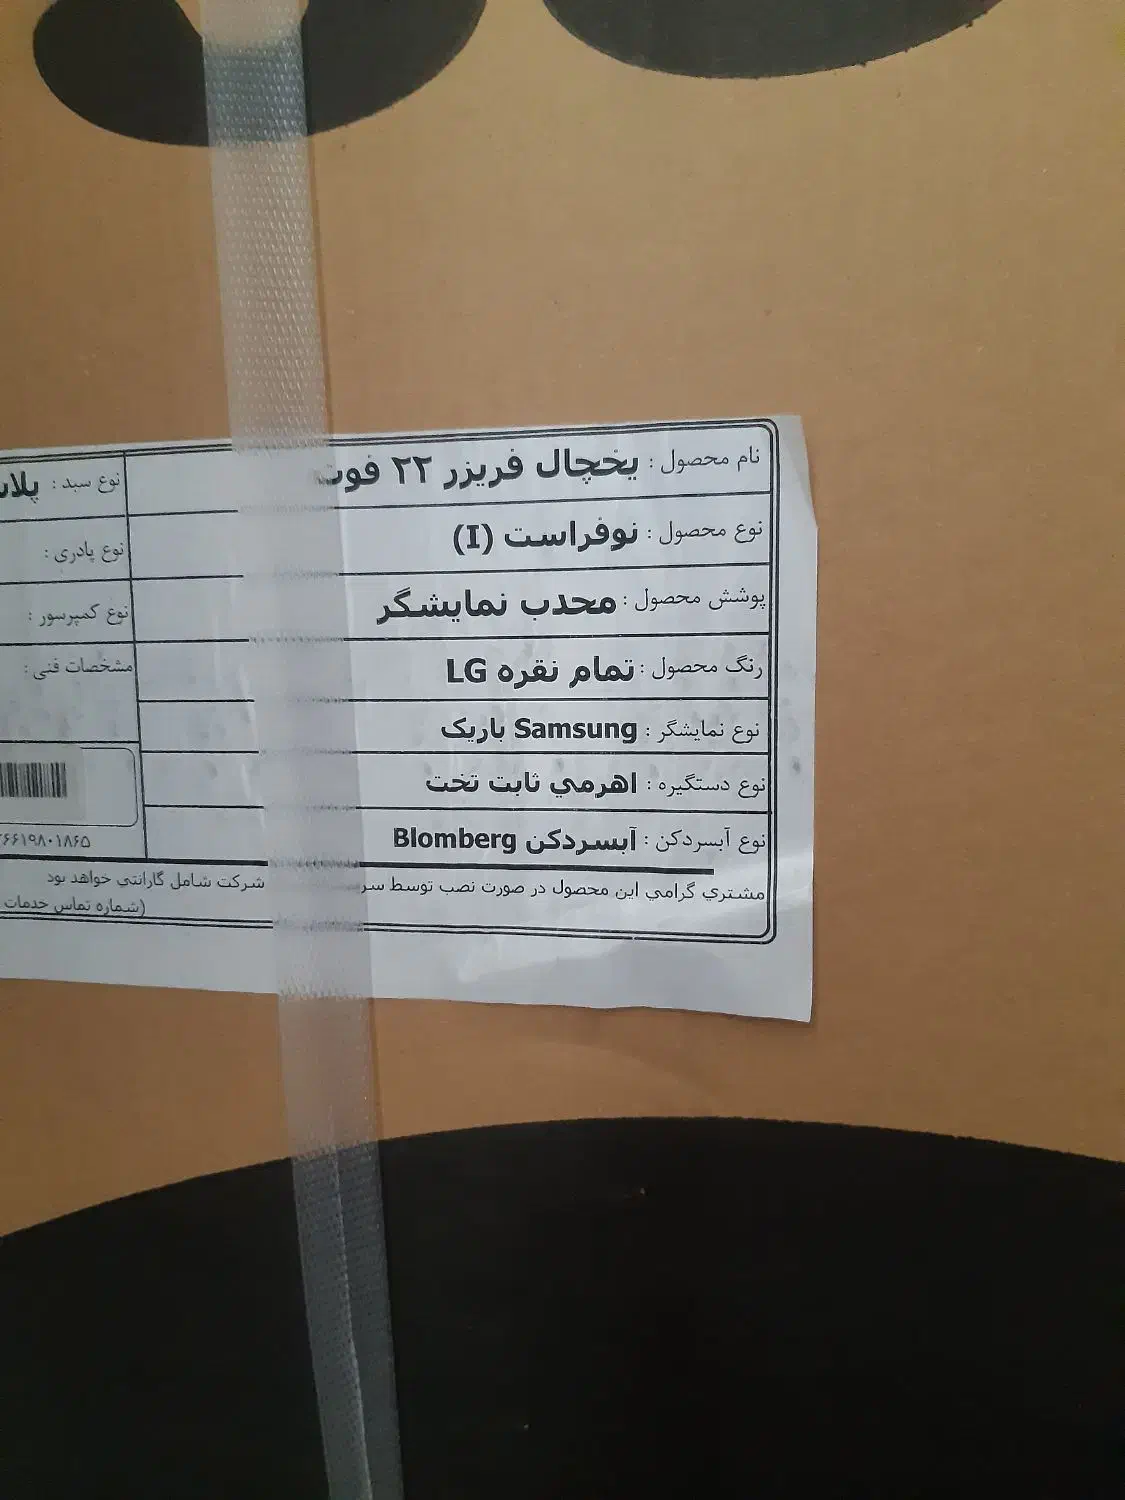 نام محصول : یخچال فریزر ۲۲ فوت
نوع محصول : نوفراست (I)
پوشش محصول : محدب نمایشگر
رنگ محصول : تمام نقره LG
نوع نمایشگر : Samsung باریک
نوع دستگیره : اهرمي ثابت تخت
نوع آبسردکن : آبسردکن Blomberg
نوع سبد :
نوع پادری :
نوع کمپرسور :
مشخصات فنی :
مشتري گرامي اين محصول در صورت نصب توسط شرکت شامل گارانتي خواهد بود
(شماره تماس خدمات